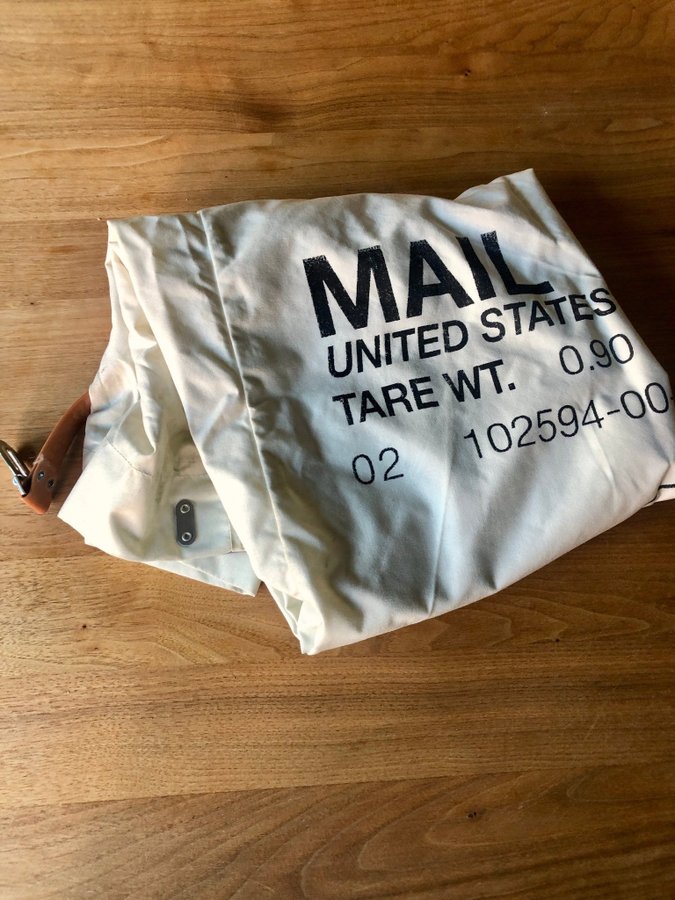 MAIL
UNITED STATES
TARE WT. 0.90
02 102594-00-